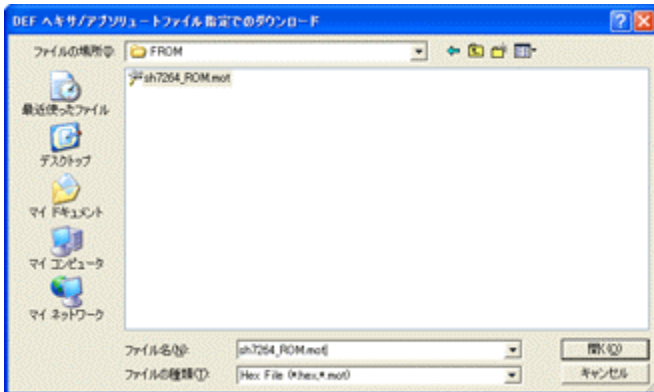 DEF ヘキサ/アブソリュートファイル指定でのダウンロード
ファイルの場所(I):
FROM
sh7264_ROM.mot
最近使ったファイル
デスクトップ
マイ ドキュメント
マイ コンピュータ
マイ ネットワーク
ファイル名(N):
sh7264_ROM.mot
開く(O)
ファイルの種類(T):
Hex File (*.hex,*.mot)
キャンセル